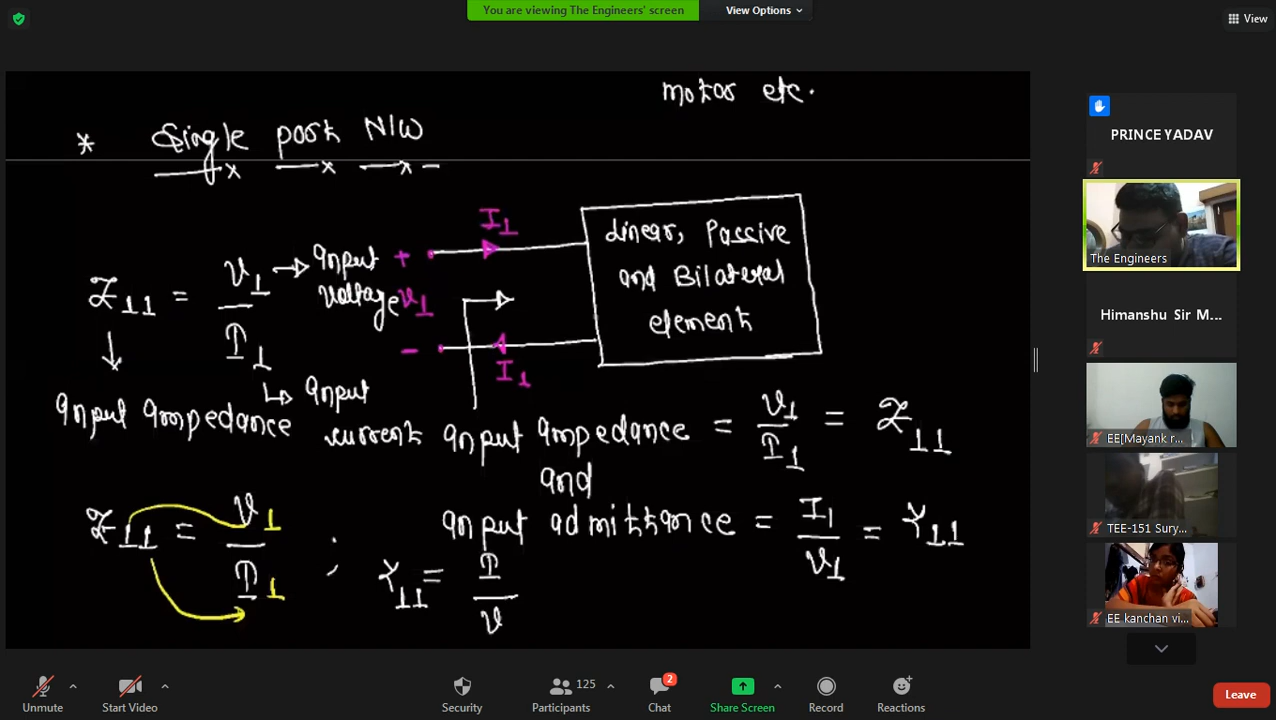 You are viewing The Engineers' screen
View Options
View
motor etc.
* Single port N/W
I1
Linear, Passive
and Bilateral
element
Z11 = V1/I1
Input
voltage
+
V1
-
I1
Input Impedance
Input
current
Input Impedance = V1/I1 = Z11
and
Input admittance = I1/V1 = Y11
Z11 = V1/I1 ; Y11 = I/V
PRINCE YADAV
The Engineers
Himanshu Sir M...
EE[Mayank r...
TEE-151 Sury...
EE kanchan vi...
Unmute
Start Video
Security
125
Participants
2
Chat
Share Screen
Record
Reactions
Leave